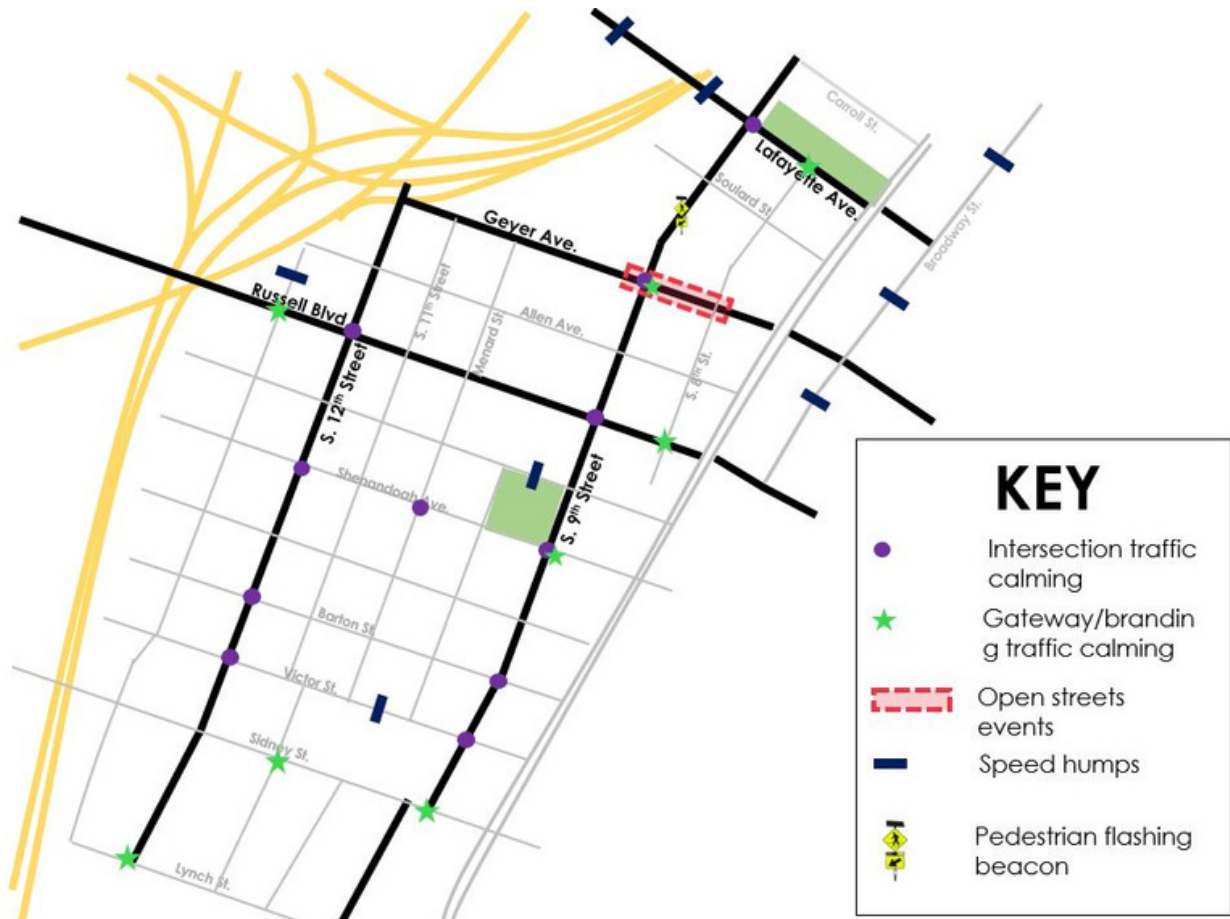 Carroll St.
Lafayette Ave.
Soulard St.
Broadway St.
Geyer Ave.
Russell Blvd
S. 11th Street
Menard St.
Allen Ave.
S. 8th St.
S. 12th Street
Shenandoah Ave.
S. 9th Street
Barton St.
Victor St.
Sidney St.
Lynch St.
KEY
Intersection traffic
calming
Gateway/brandin
g traffic calming
Open streets
events
Speed humps
Pedestrian flashing
beacon